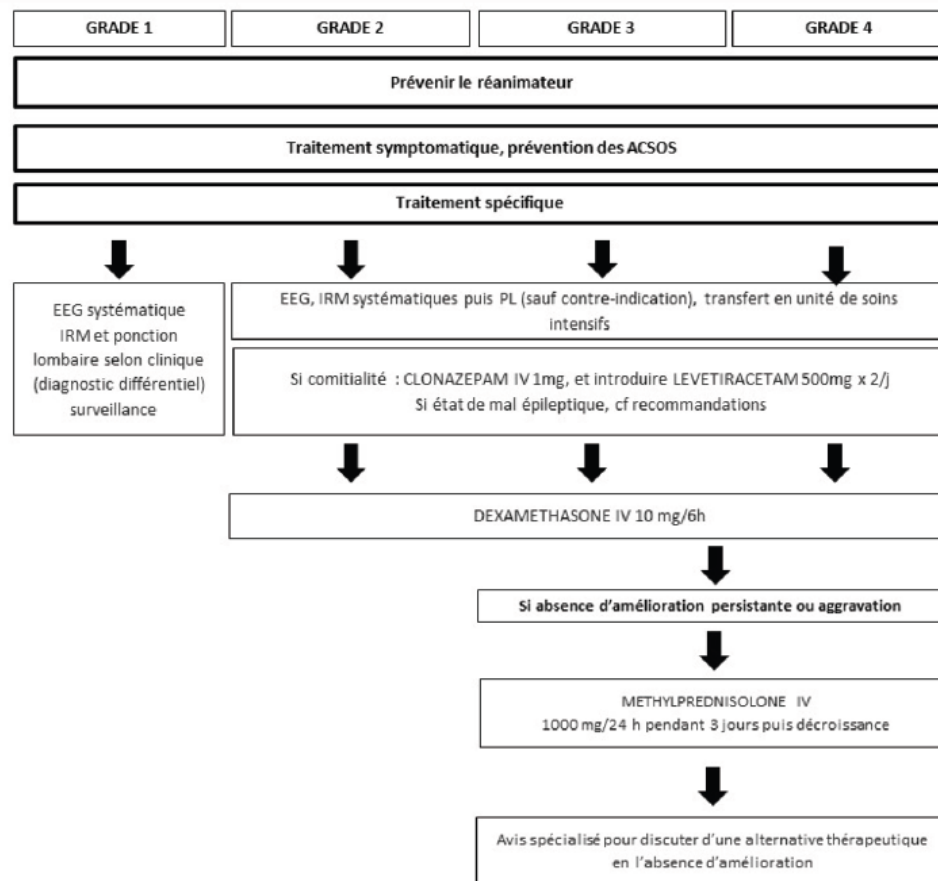 GRADE 1
GRADE 2
GRADE 3
GRADE 4
Prévenir le réanimateur
Traitement symptomatique, prévention des ACSOS
Traitement spécifique
EEG systématique
IRM et ponction
lombaire selon clinique
(diagnostic différentiel)
surveillance
EEG, IRM systématiques puis PL (sauf contre-indication), transfert en unité de soins
intensifs
Si comitialité : CLONAZEPAM IV 1mg, et introduire LEVETIRACETAM 500mg x 2/j
Si état de mal épileptique, cf recommandations
DEXAMETHASONE IV 10 mg/6h
Si absence d'amélioration persistante ou aggravation
METHYLPREDNISOLONE IV
1000 mg/24 h pendant 3 jours puis décroissance
Avis spécialisé pour discuter d'une alternative thérapeutique
en l'absence d'amélioration